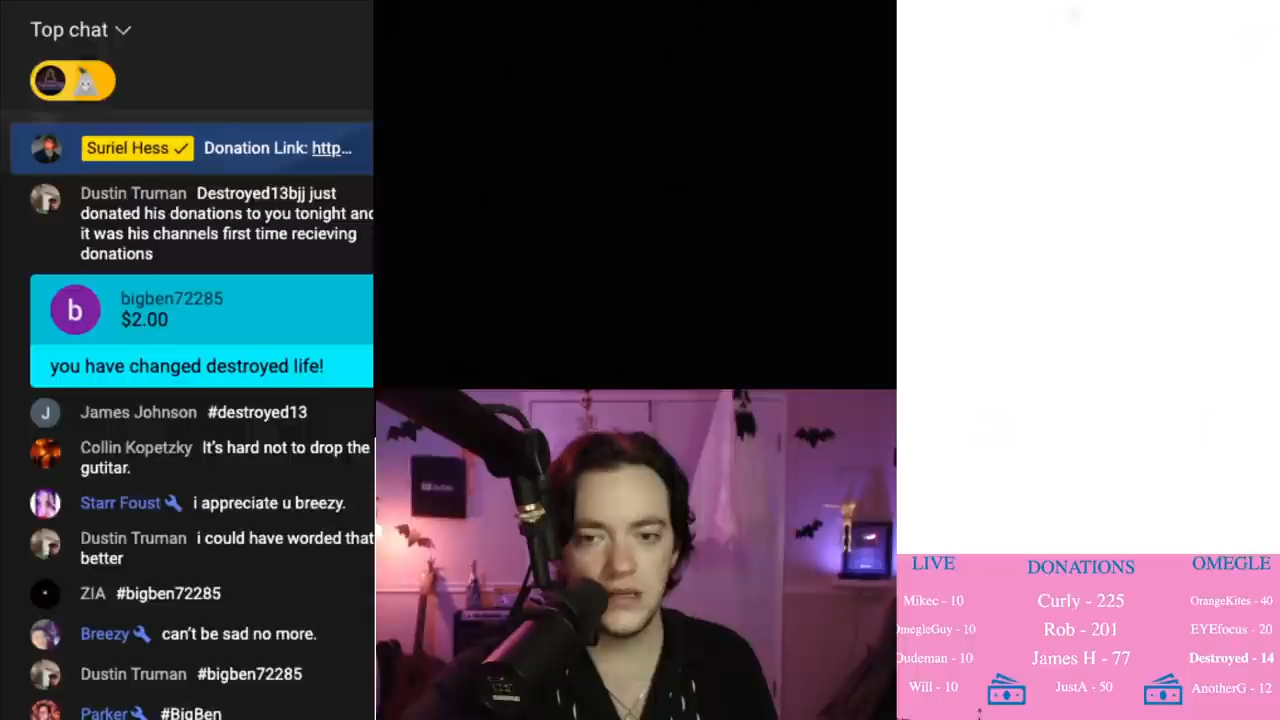 Top chat
Suriel Hess Donation Link: http...
Dustin Truman Destroyed13bjj just
donated his donations to you tonight and
it was his channels first time recieving
donations
b
bigben72285
$2.00
you have changed destroyed life!
J James Johnson #destroyed13
Collin Kopetzky It's hard not to drop the
gutitar.
Starr Foust i appreciate u breezy.
Dustin Truman i could have worded that
better
ZIA #bigben72285
Breezy can't be sad no more.
Dustin Truman #bigben72285
Parker #BigBen
LIVE
Mikec - 10
OmegleGuy - 10
Dudeman - 10
Will - 10
DONATIONS
Curly - 225
Rob - 201
James H - 77
JustA - 50
OMEGLE
OrangeKites - 40
EYEfocus - 20
Destroyed - 14
AnotherG - 12